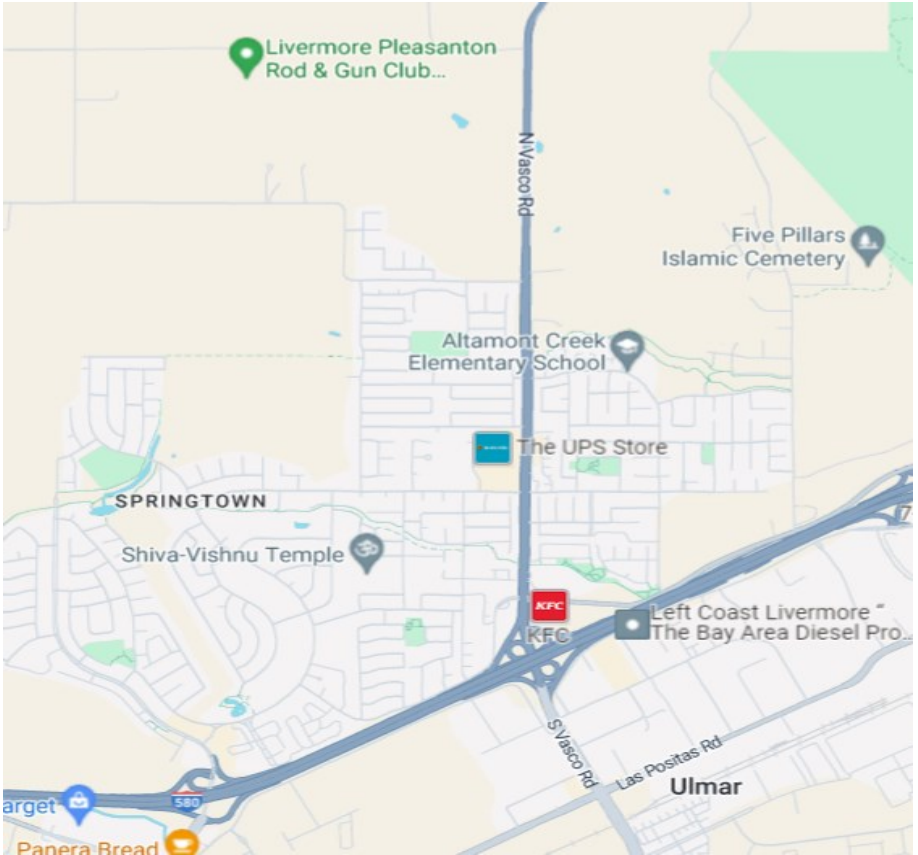 Livermore Pleasanton
Rod & Gun Club...
N Vasco Rd
Five Pillars
Islamic Cemetery
Altamont Creek
Elementary School
The UPS Store
SPRINGTOWN
Shiva-Vishnu Temple
KFC
KFC
Left Coast Livermore "
The Bay Area Diesel Pro...
7
S Vasco Rd
Las Positas Rd
Ulmar
580
arget
Panera Bread